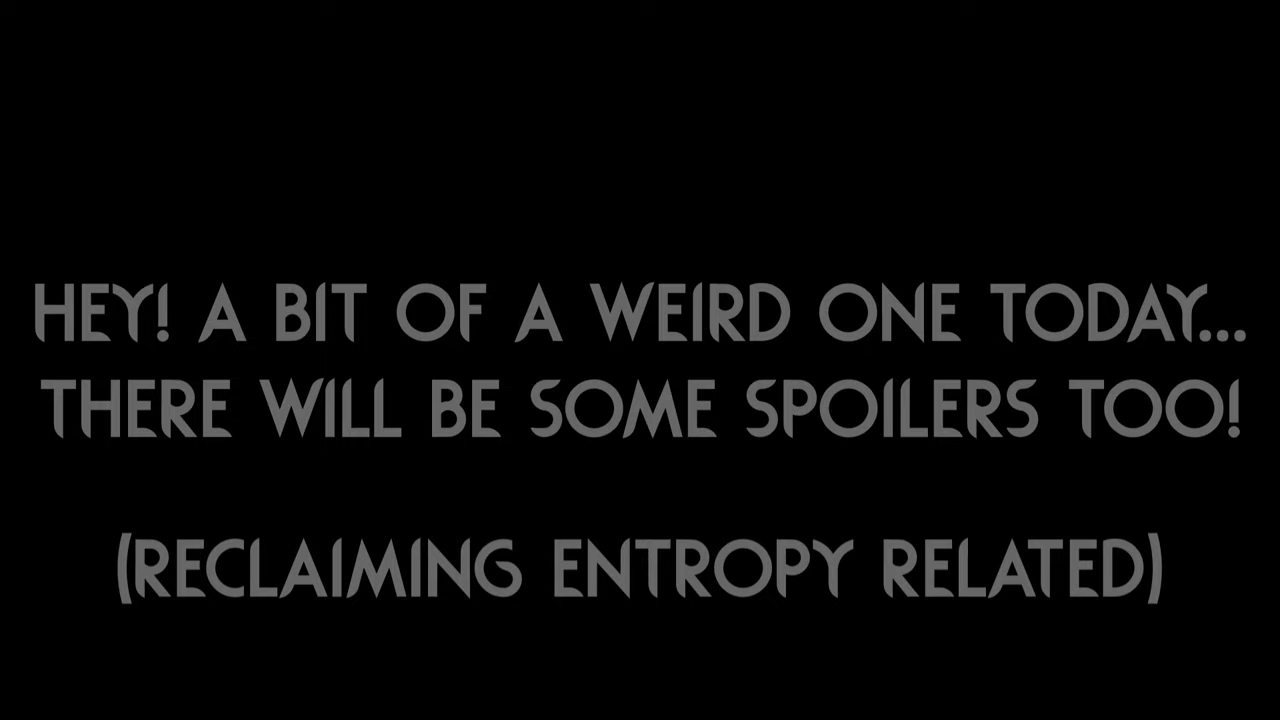 HEY! A BIT OF A WEIRD ONE TODAY...
THERE WILL BE SOME SPOILERS TOO!
(RECLAIMING ENTROPY RELATED)